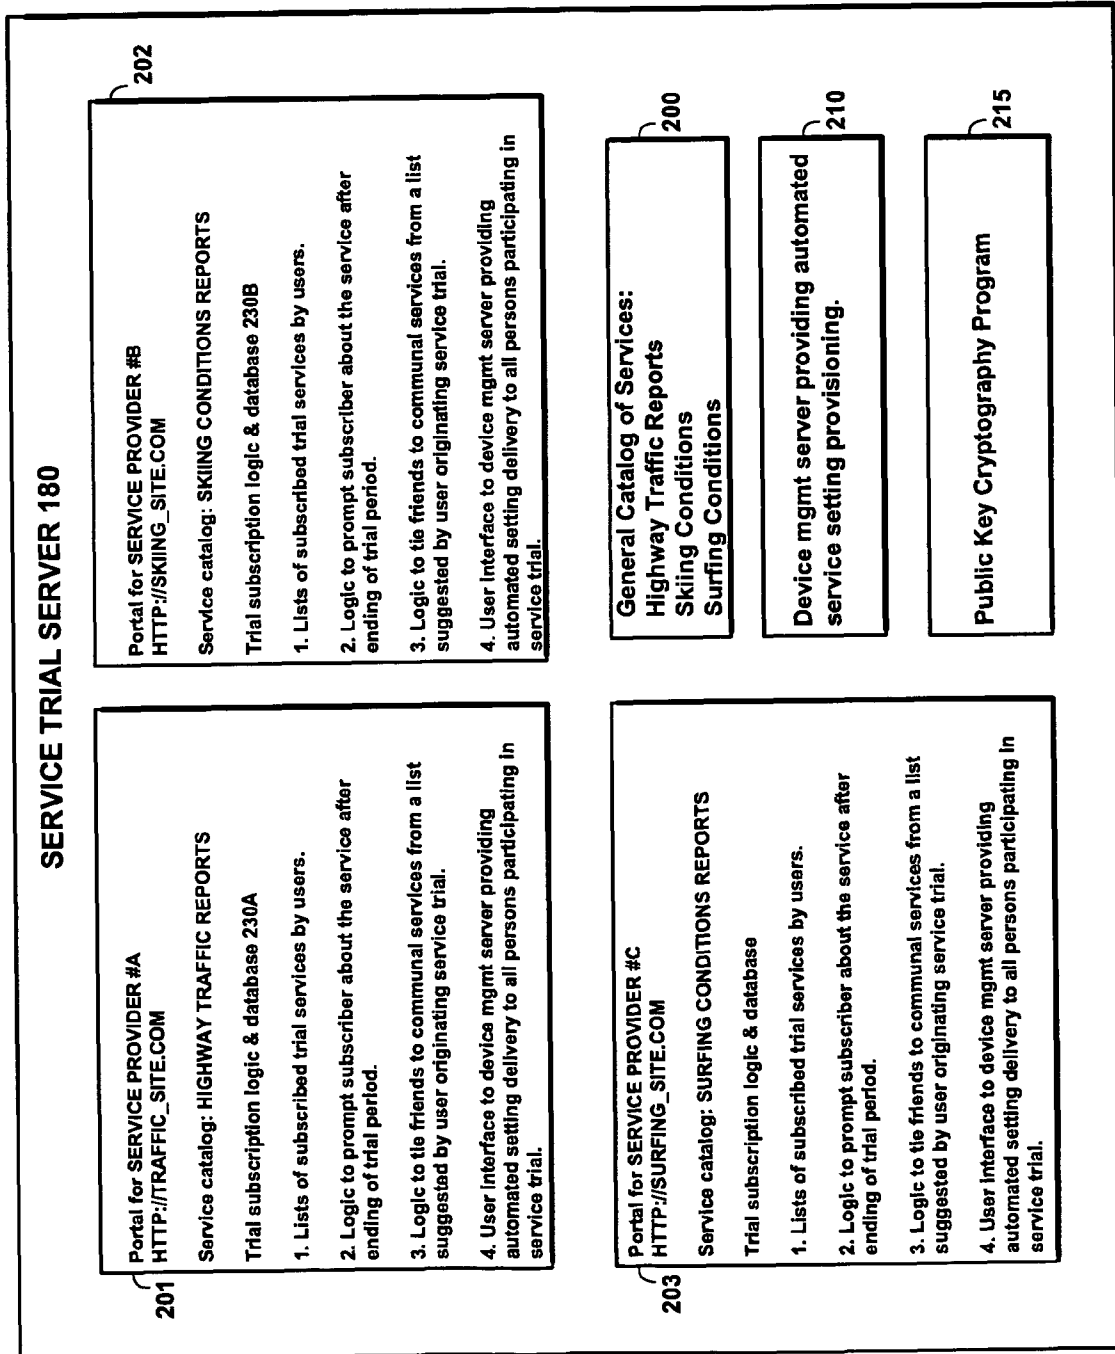 SERVICE TRIAL SERVER 180
201
Portal for SERVICE PROVIDER #A
HTTP://TRAFFIC_SITE.COM
Service catalog: HIGHWAY TRAFFIC REPORTS
Trial subscription logic & database 230A
1. Lists of subscribed trial services by users.
2. Logic to prompt subscriber about the service after
ending of trial period.
3. Logic to tie friends to communal services from a list
suggested by user originating service trial.
4. User Interface to device mgmt server providing
automated setting delivery to all persons participating in
service trial.
202
Portal for SERVICE PROVIDER #B
HTTP://SKIING_SITE.COM
Service catalog: SKIING CONDITIONS REPORTS
Trial subscription logic & database 230B
1. Lists of subscribed trial services by users.
2. Logic to prompt subscriber about the service after
ending of trial period.
3. Logic to tie friends to communal services from a list
suggested by user originating service trial.
4. User Interface to device mgmt server providing
automated setting delivery to all persons participating in
service trial.
203
Portal for SERVICE PROVIDER #C
HTTP://SURFING_SITE.COM
Service catalog: SURFING CONDITIONS REPORTS
Trial subscription logic & database
1. Lists of subscribed trial services by users.
2. Logic to prompt subscriber about the service after
ending of trial period.
3. Logic to tie friends to communal services from a list
suggested by user originating service trial.
4. User Interface to device mgmt server providing
automated setting delivery to all persons participating in
service trial.
200
General Catalog of Services:
Highway Traffic Reports
Skiing Conditions
Surfing Conditions
210
Device mgmt server providing automated
service setting provisioning.
215
Public Key Cryptography Program